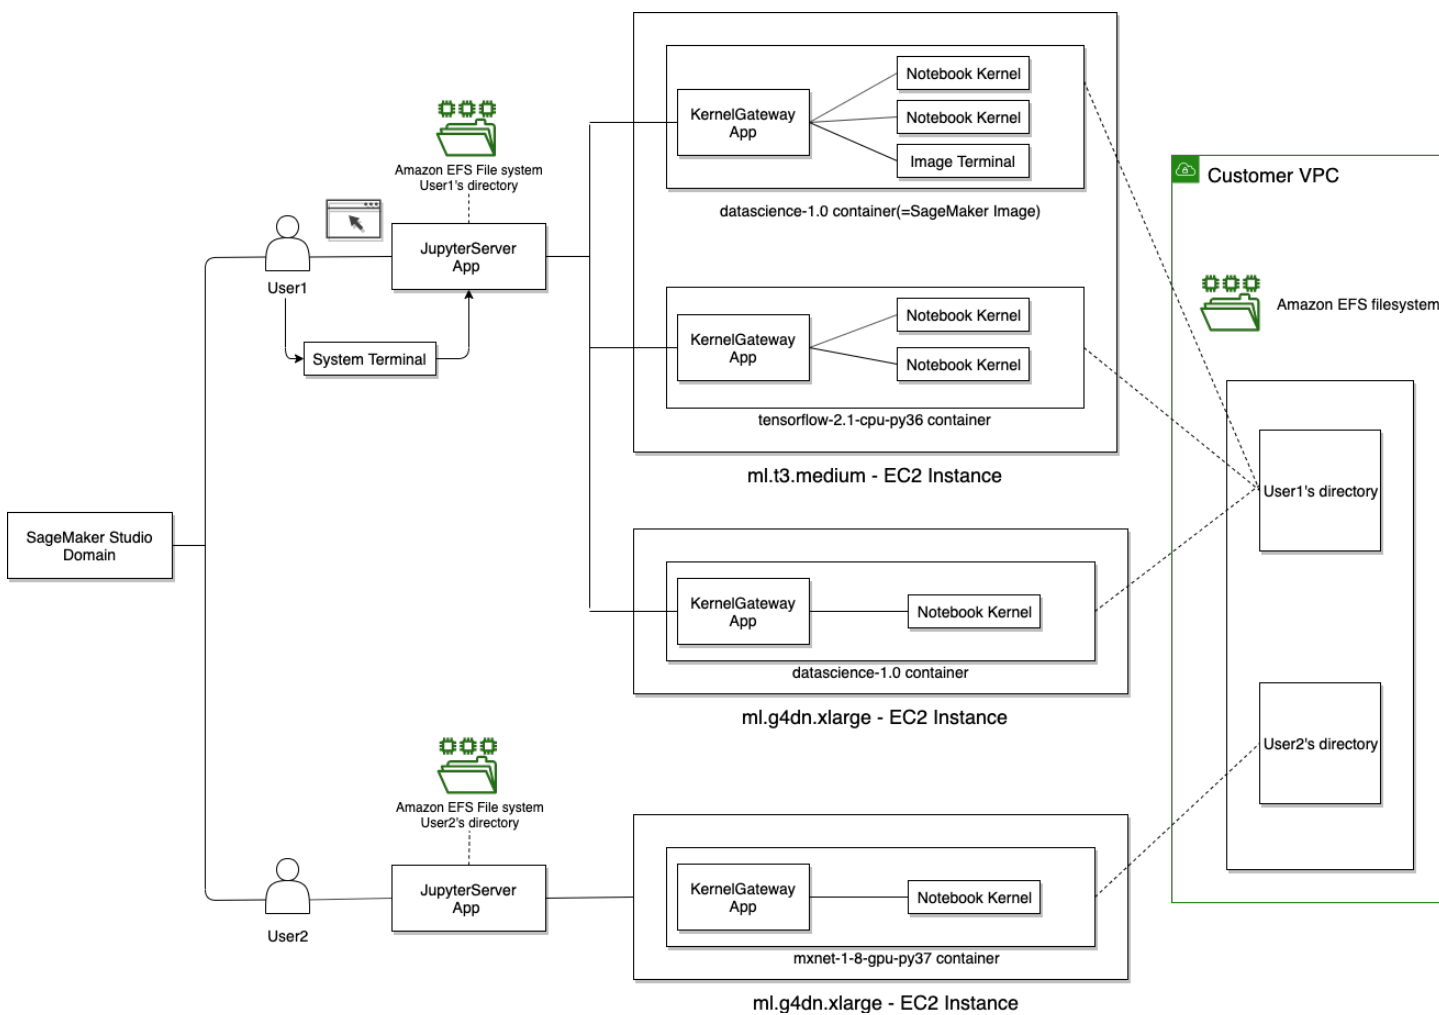 Notebook Kernel
KernelGateway
App
Notebook Kernel
Image Terminal
datascience-1.0 container(=SageMaker Image)
Amazon EFS File system
User1's directory
User1
JupyterServer
App
System Terminal
KernelGateway
App
Notebook Kernel
Notebook Kernel
tensorflow-2.1-cpu-py36 container
ml.t3.medium - EC2 Instance
Customer VPC
Amazon EFS filesystem
User1's directory
SageMaker Studio
Domain
KernelGateway
App
Notebook Kernel
datascience-1.0 container
ml.g4dn.xlarge - EC2 Instance
User2's directory
Amazon EFS File system
User2's directory
User2
JupyterServer
App
KernelGateway
App
Notebook Kernel
mxnet-1-8-gpu-py37 container
ml.g4dn.xlarge - EC2 Instance